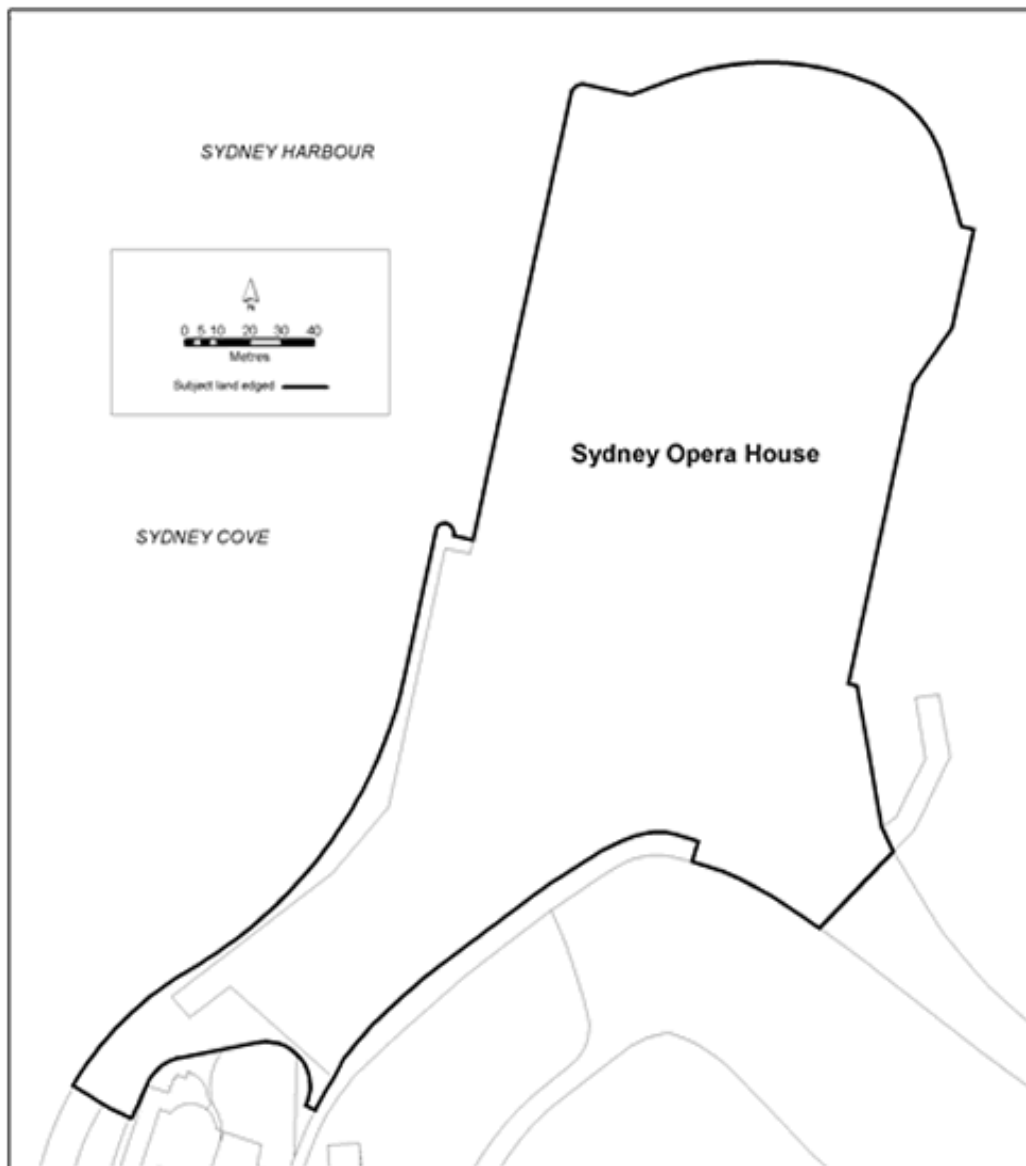 SYDNEY HARBOUR
N
0 5 10 20 30 40
Metres
Subject land edged
Sydney Opera House
SYDNEY COVE